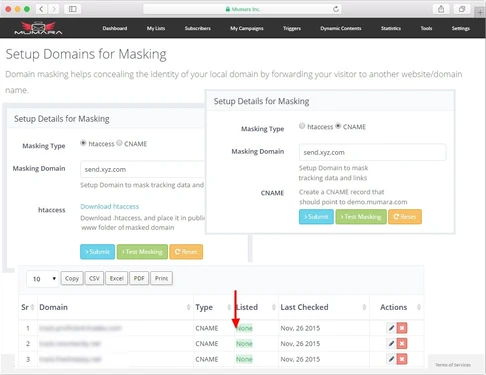 Mumara Inc.
MUMARA
Dashboard My Lists Subscribers My Campaigns Triggers Dynamic Contents Statistics Tools Settings
Setup Domains for Masking
Domain masking helps concealing the identity of your local domain by forwarding your visitor to another website/domain
name.
Setup Details for Masking
Masking Type htaccess CNAME
Masking Domain send.xyz.com
Setup Domain to mask tracking data and
htaccess Download htaccess
Download .htaccess, and place it in public
www folder of masked domain
Submit Test Masking Reset
Setup Details for Masking
Masking Type htaccess CNAME
Masking Domain send.xyz.com
Setup Domain to mask
tracking data and links
CNAME Create a CNAME record that
should point to demo.mumara.com
Submit Test Masking Reset
10 Copy CSV Excel PDF Print
Sr Domain Type Listed Last Checked Actions
1 CNAME None Nov, 26 2015
2 CNAME None Nov, 26 2015
3 CNAME None Nov, 26 2015
Terms of Services